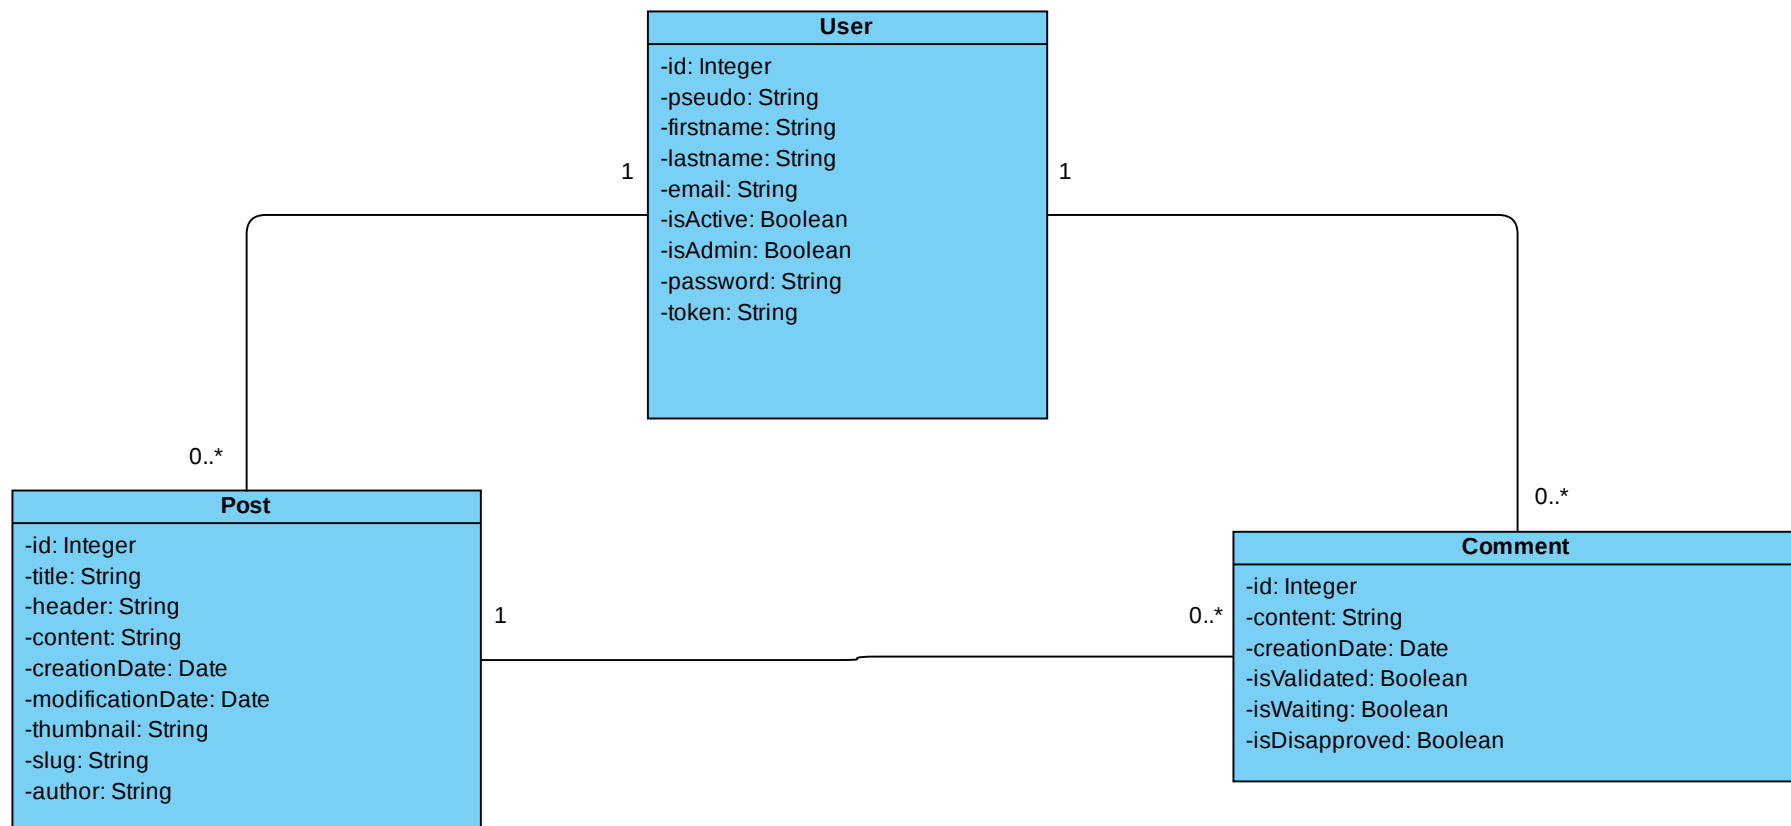 User
-id: Integer
-pseudo: String
-firstname: String
-lastname: String
-email: String
-isActive: Boolean
-isAdmin: Boolean
-password: String
-token: String
1
1
0..*
0..*
Post
-id: Integer
-title: String
-header: String
-content: String
-creationDate: Date
-modificationDate: Date
-thumbnail: String
-slug: String
-author: String
1
0..*
Comment
-id: Integer
-content: String
-creationDate: Date
-isValidated: Boolean
-isWaiting: Boolean
-isDisapproved: Boolean